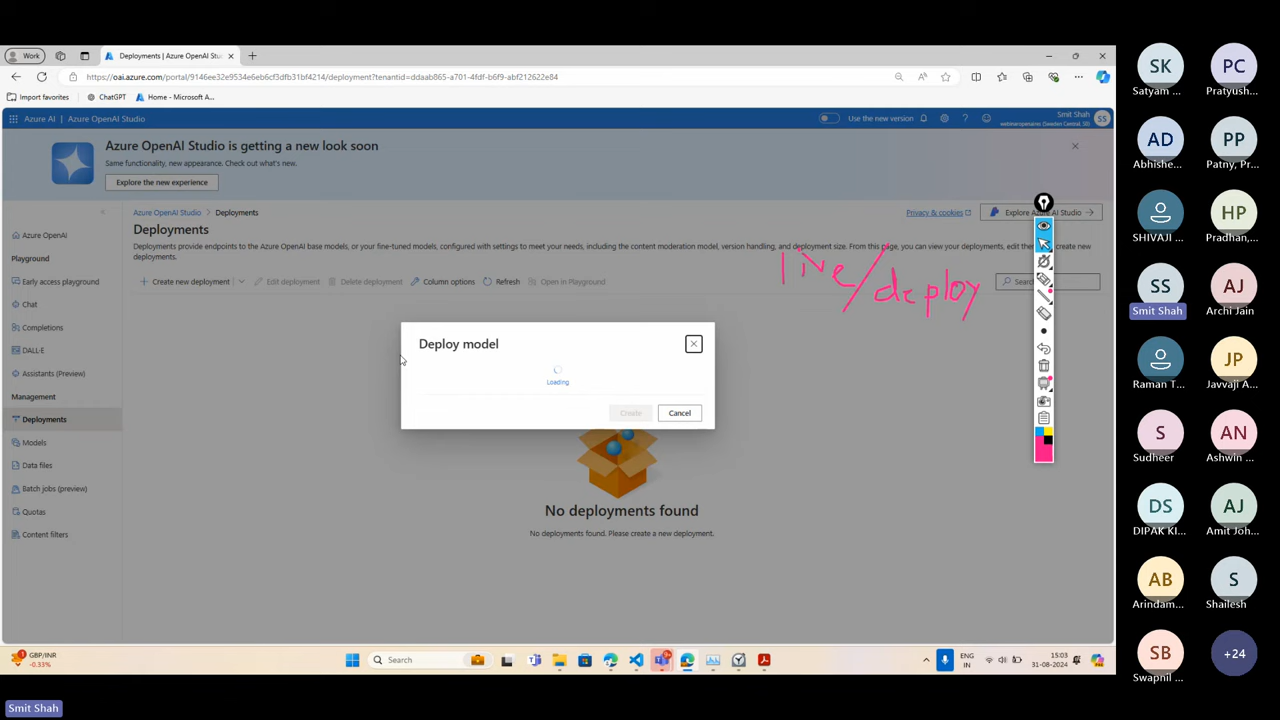 Work
Deployments | Azure OpenAI Stu
https://oai.azure.com/portal/9146ee32e9534e6eb6cf3dfb31bf4214/deployment?tenantid=ddaab865-a701-4fdf-b6f9-abf212622e84
Import favorites
ChatGPT
Home - Microsoft A...
Azure AI | Azure OpenAI Studio
Use the new version
Smit Shah
SS
Azure OpenAI Studio is getting a new look soon
Same functionality, new appearance. Check out what's new.
Explore the new experience
Azure OpenAI
Playground
Early access playground
Chat
Completions
DALL·E
Assistants (Preview)
Management
Deployments
Models
Data files
Batch jobs (preview)
Quotas
Content filters
Azure OpenAI Studio > Deployments
Privacy & cookies
Explore Azure AI Studio
Deployments
Deployments provide endpoints to the Azure OpenAI base models, or your fine-tuned models, configured with settings to meet your needs, including the content moderation model, version handling, and deployment size. From this page, you can view your deployments, edit them
create new
deployments.
Create new deployment
Edit deployment
Delete deployment
Column options
Refresh
Open in Playground
live/deploy
Deploy model
Loading
Create
Cancel
No deployments found
No deployments found. Please create a new deployment.
GBP/INR
-0.33%
Search
ENG
IN
15:03
31-08-2024
SK
Satyam ...
PC
Pratyush...
AD
Abhishe...
PP
Patny, Pr...
SHIVAJI ...
HP
Pradhan,...
SS
Smit Shah
AJ
Archi Jain
Raman T...
JP
Javvaji A...
S
Sudheer
AN
Ashwin ...
DS
DIPAK KI...
AJ
Amit Joh...
AB
Arindam...
S
Shailesh
SB
Swapnil ...
+24
Smit Shah